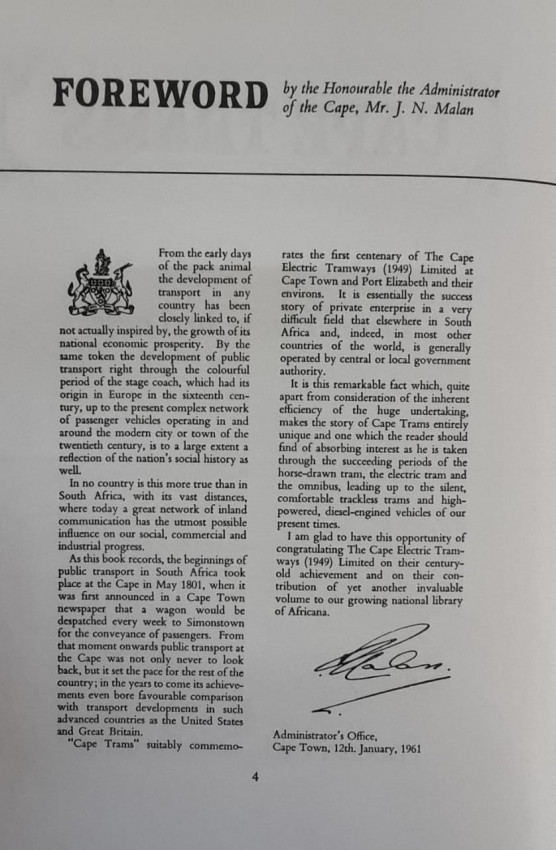 FOREWORD
by the Honourable the Administrator
of the Cape, Mr. J. N. Malan
From the early days
of the pack animal
the development of
transport in any
country has been
closely linked to, if
not actually inspired by, the growth of its
national economic prosperity. By the
same token the development of public
transport right through the colourful
period of the stage coach, which had its
origin in Europe in the sixteenth cen-
tury, up to the present complex network
of passenger vehicles operating in and
around the modern city or town of the
twentieth century, is to a large extent a
reflection of the nation's social history as
well.
In no country is this more true than in
South Africa, with its vast distances,
where today a great network of inland
communication has the utmost possible
influence on our social, commercial and
industrial progress.
As this book records, the beginnings of
public transport in South Africa took
place at the Cape in May 1801, when it
was first announced in a Cape Town
newspaper that a wagon would be
despatched every week to Simonstown
for the conveyance of passengers. From
that moment onwards public transport at
the Cape was not only never to look
back, but it set the pace for the rest of the
country; in the years to come its achieve-
ments even bore favourable comparison
with transport developments in such
advanced countries as the United States
and Great Britain.
"Cape Trams" suitably commemo-
rates the first centenary of The Cape
Electric Tramways (1949) Limited at
Cape Town and Port Elizabeth and their
environs. It is essentially the success
story of private enterprise in a very
difficult field that elsewhere in South
Africa and, indeed, in most other
countries of the world, is generally
operated by central or local government
authority.
It is this remarkable fact which, quite
apart from consideration of the inherent
efficiency of the huge undertaking,
makes the story of Cape Trams entirely
unique and one which the reader should
find of absorbing interest as he is taken
through the succeeding periods of the
horse-drawn tram, the electric tram and
the omnibus, leading up to the silent,
comfortable trackless trams and high-
powered, diesel-engined vehicles of our
present times.
I am glad to have this opportunity of
congratulating The Cape Electric Tram-
ways (1949) Limited on their century-
old achievement and on their con-
tribution of yet another invaluable
volume to our growing national library
of Africana.
Malan.
Administrator's Office,
Cape Town, 12th. January, 1961
4